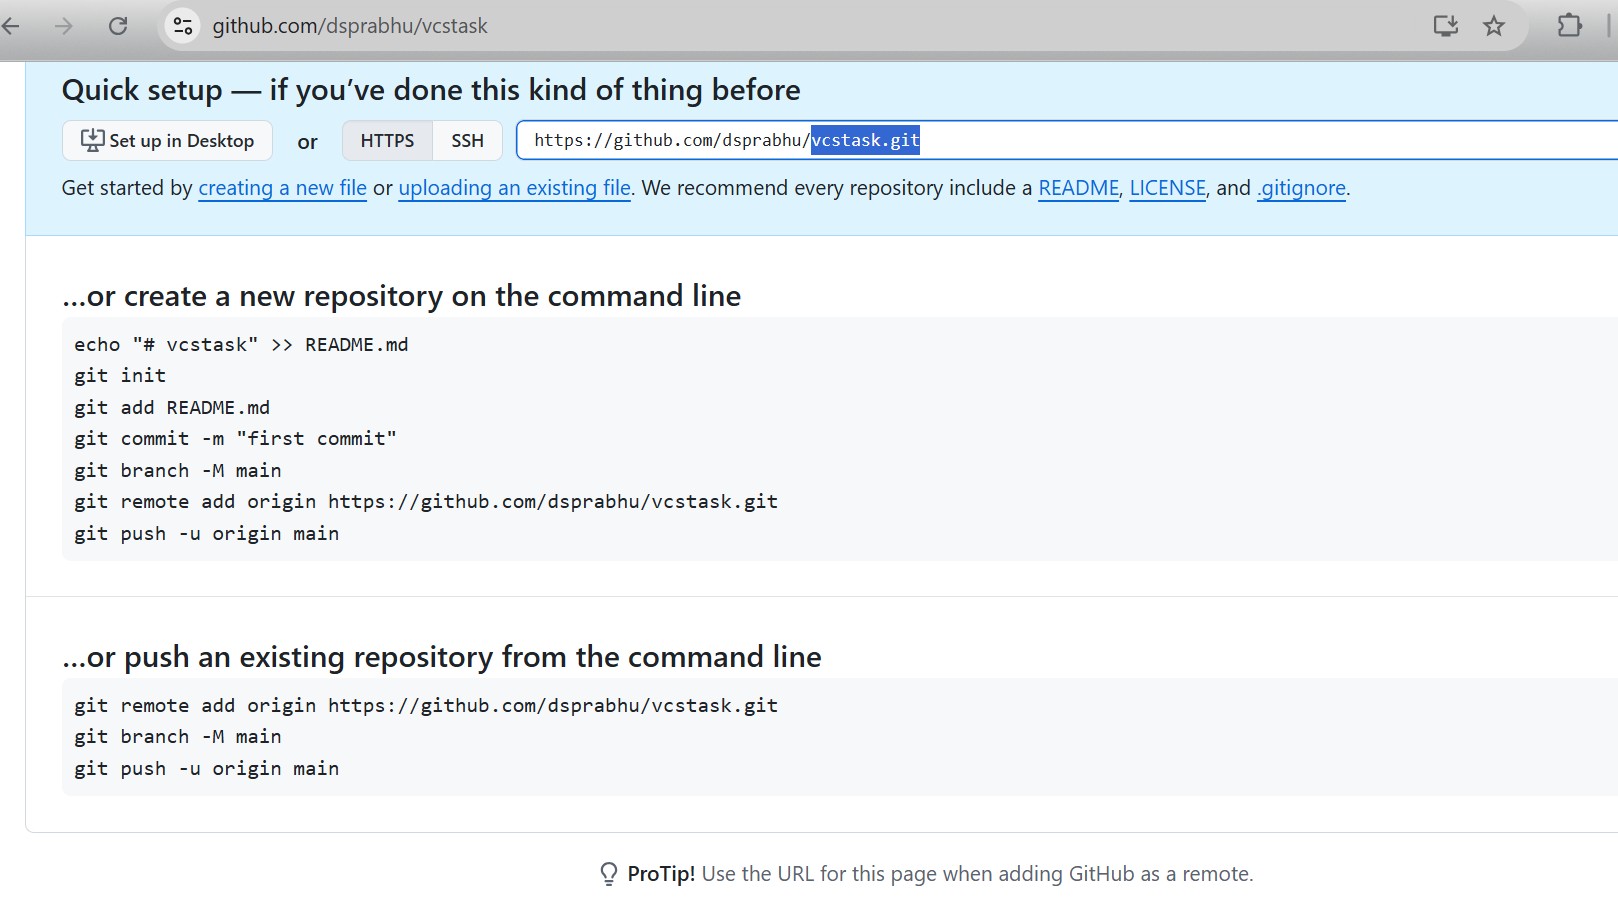 github.com/dsprabhu/vcstask
Quick setup — if you’ve done this kind of thing before
Set up in Desktop or HTTPS SSH https://github.com/dsprabhu/vcstask.git
Get started by creating a new file or uploading an existing file. We recommend every repository include a README, LICENSE, and .gitignore.
…or create a new repository on the command line
echo "# vcstask" >> README.md
git init
git add README.md
git commit -m "first commit"
git branch -M main
git remote add origin https://github.com/dsprabhu/vcstask.git
git push -u origin main
…or push an existing repository from the command line
git remote add origin https://github.com/dsprabhu/vcstask.git
git branch -M main
git push -u origin main
ProTip! Use the URL for this page when adding GitHub as a remote.